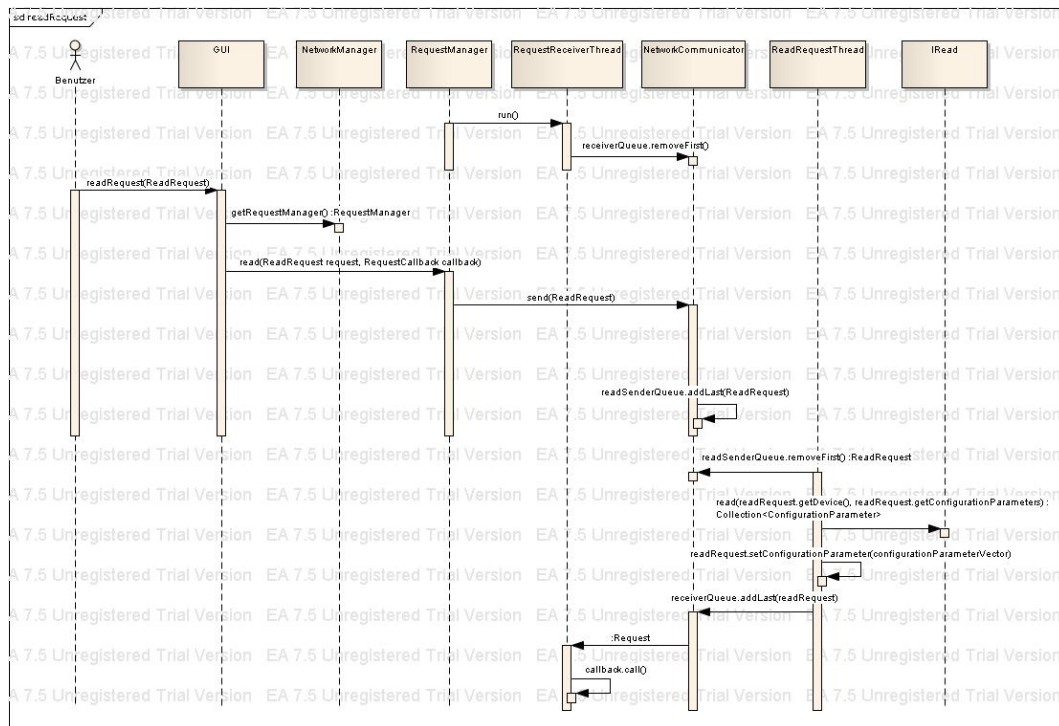 sd readRequest
Benutzer
GUI
NetworkManager
RequestManager
RequestReceiverThread
NetworkCommunicator
ReadRequestThread
IRead
run()
receiverQueue.removeFirst()
readRequest(ReadRequest)
getRequestManager() :RequestManager
read(ReadRequest request, RequestCallback callback)
send(ReadRequest)
readSenderQueue.addLast(ReadRequest)
readSenderQueue.removeFirst() :ReadRequest
read(readRequest.getDevice(), readRequest.getConfigurationParameters) :
Collection<ConfigurationParameter>
readRequest.setConfigurationParameter(configurationParameterVector)
receiverQueue.addLast(readRequest)
:Request
callback.call()
EA 7.5 Unregistered Trial Version